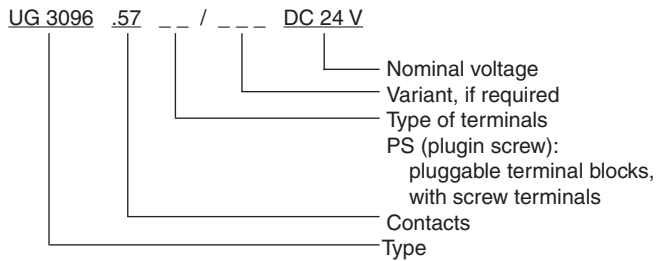 UG 3096 .57 _ _ / _ _ _ DC 24 V
Nominal voltage
Variant, if required
Type of terminals
PS (plugin screw):
pluggable terminal blocks,
with screw terminals
Contacts
Type